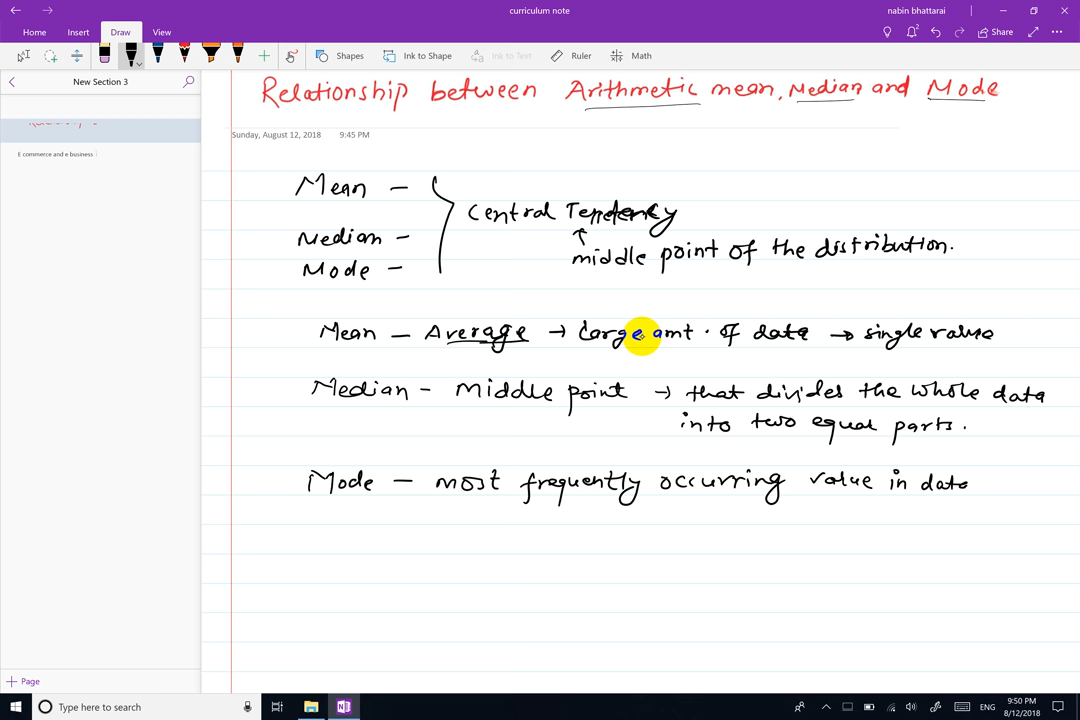 curriculum note
nabin bhattarai
Home Insert Draw View
Share
Shapes Ink to Shape Ink to Text Ruler Math
New Section 3
E commerce and e business
Page
Relationship between Arithmetic mean, Median and Mode
Sunday, August 12, 2018 9:45 PM
Mean -
Central Tendency
Median -
middle point of the distribution.
Mode -
Mean - Average → Large amt. of data → single value
Median - Middle point → that divides the whole data
into two equal parts.
Mode - most frequently occurring value in data
Type here to search
ENG
9:50 PM
8/12/2018